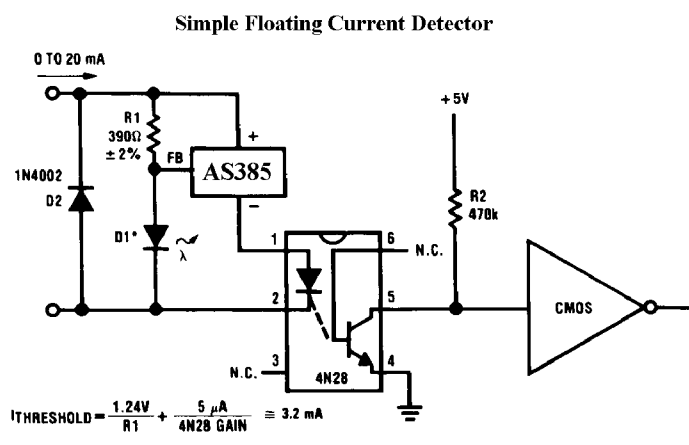 Simple Floating Current Detector
0 TO 20 mA
R1
390Ω
± 2%
FB
+
AS385
−
1N4002
D2
D1*
λ
+5V
R2
470k
1
6
N.C.
2
5
CMOS
3
N.C.
4
4N28
ITHRESHOLD = 1.24V / R1 + 5 μA / 4N28 GAIN ≅ 3.2 mA